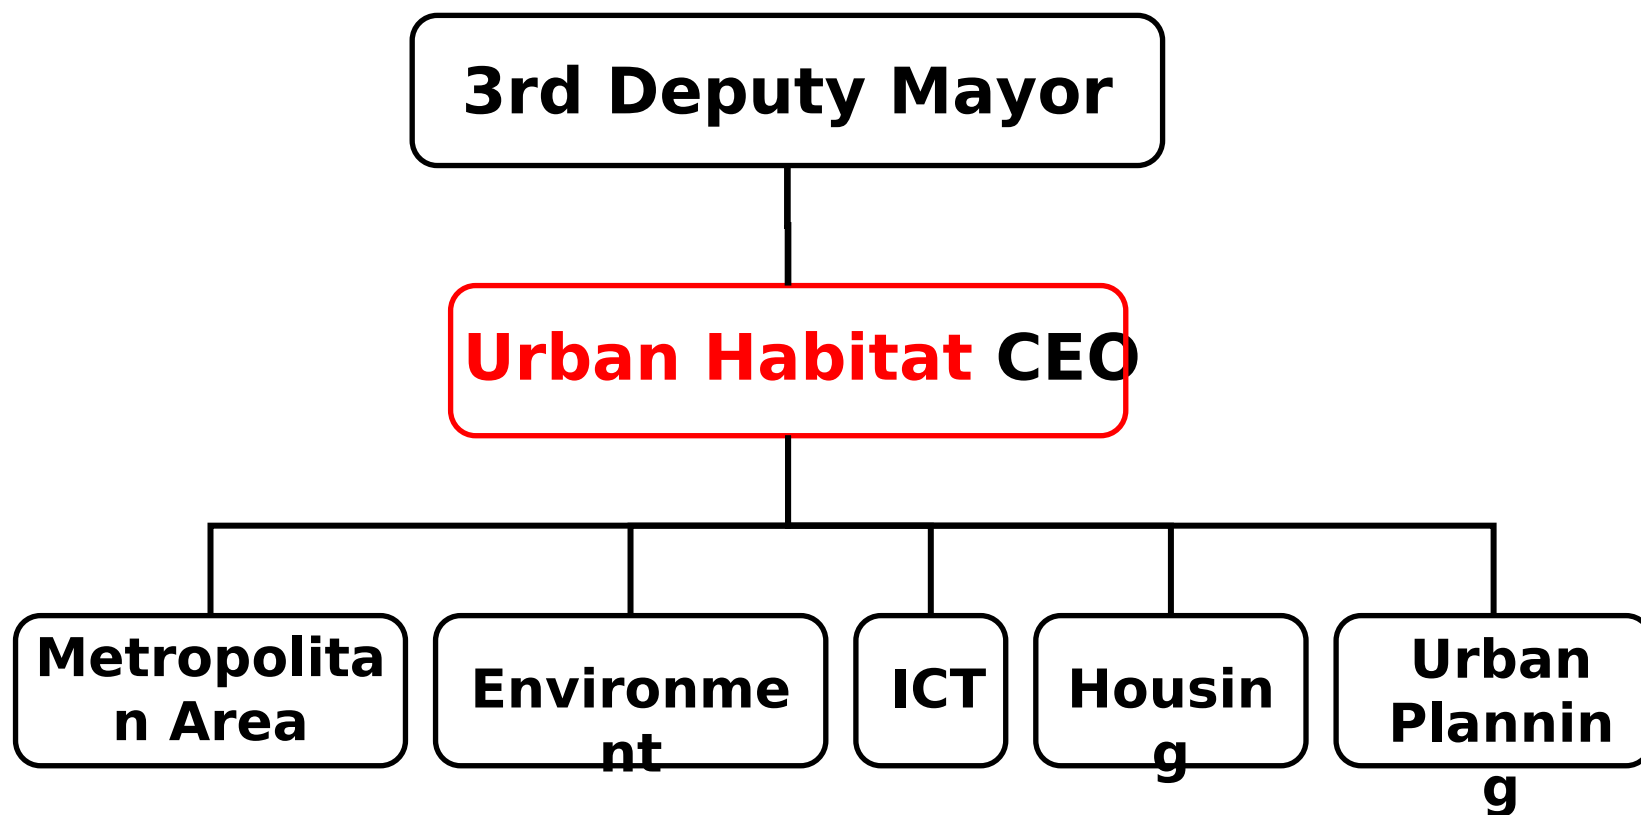 3rd Deputy Mayor
Urban Habitat CEO
Metropolita
n Area
Environme
nt
ICT
Housin
g
Urban
Plannin
g